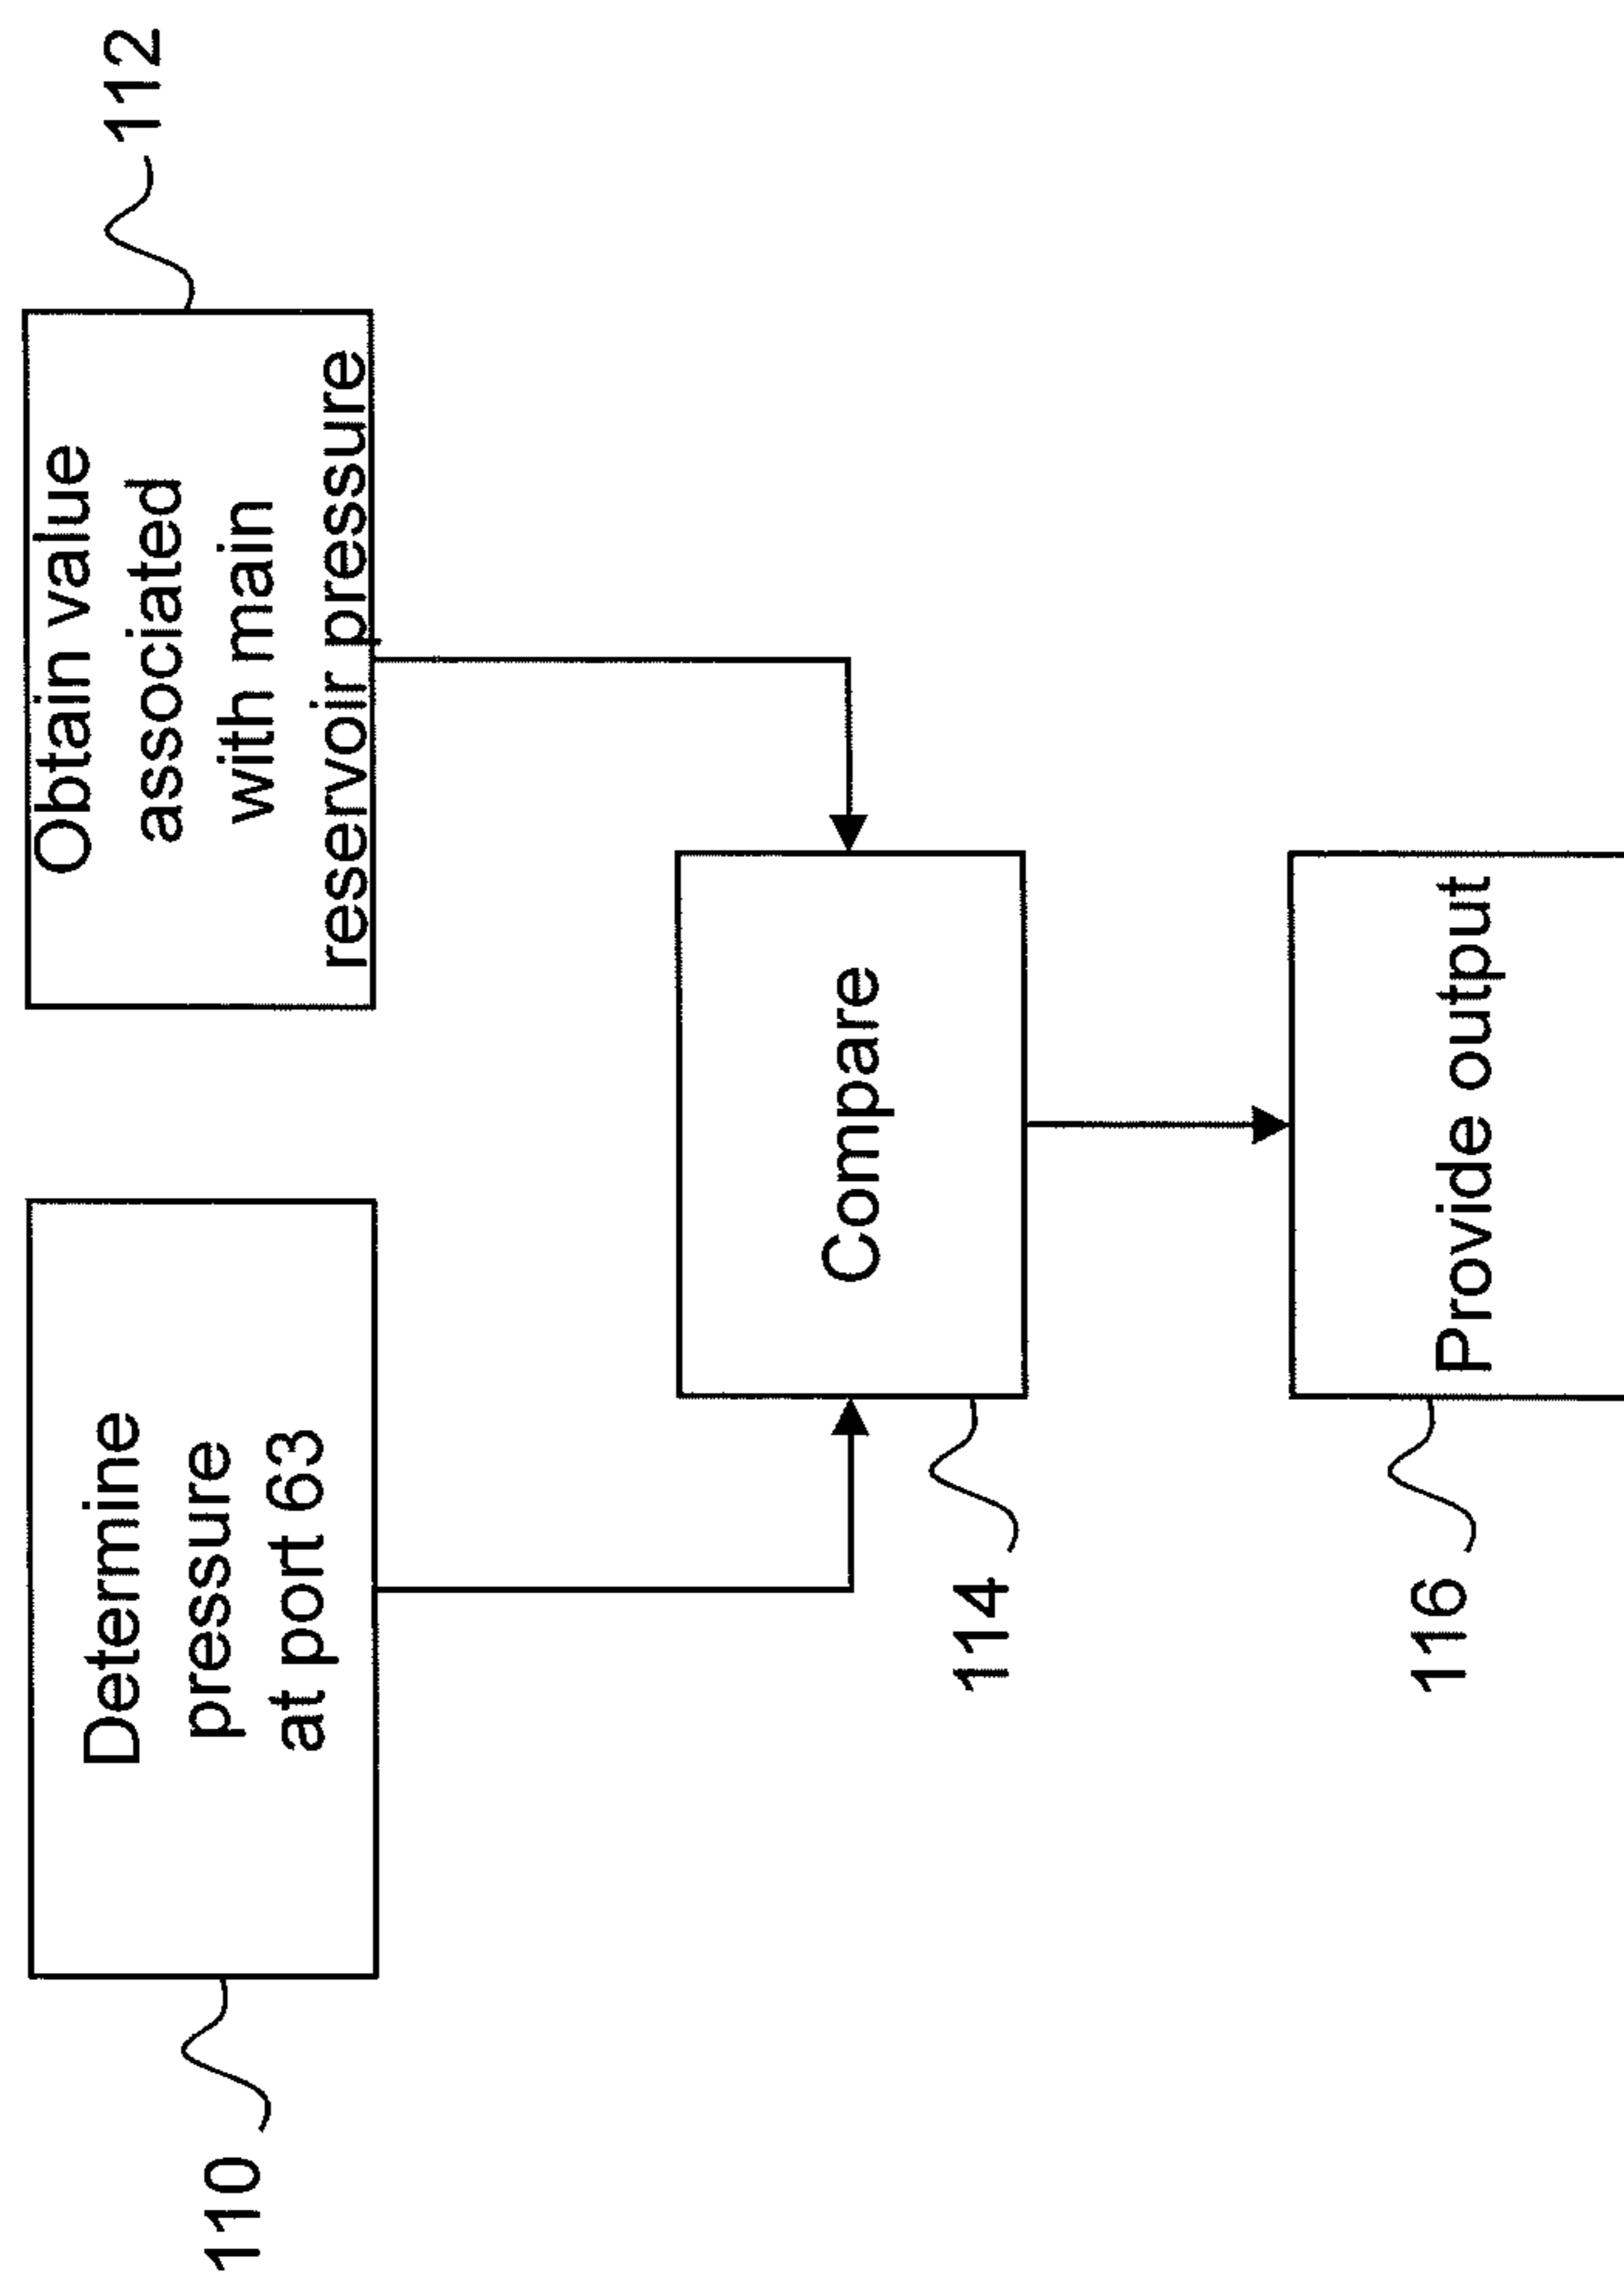 110
Determine
pressure
at port 63
Obtain value
associated
with main
reservoir pressure
112
Compare
114
Provide output
116